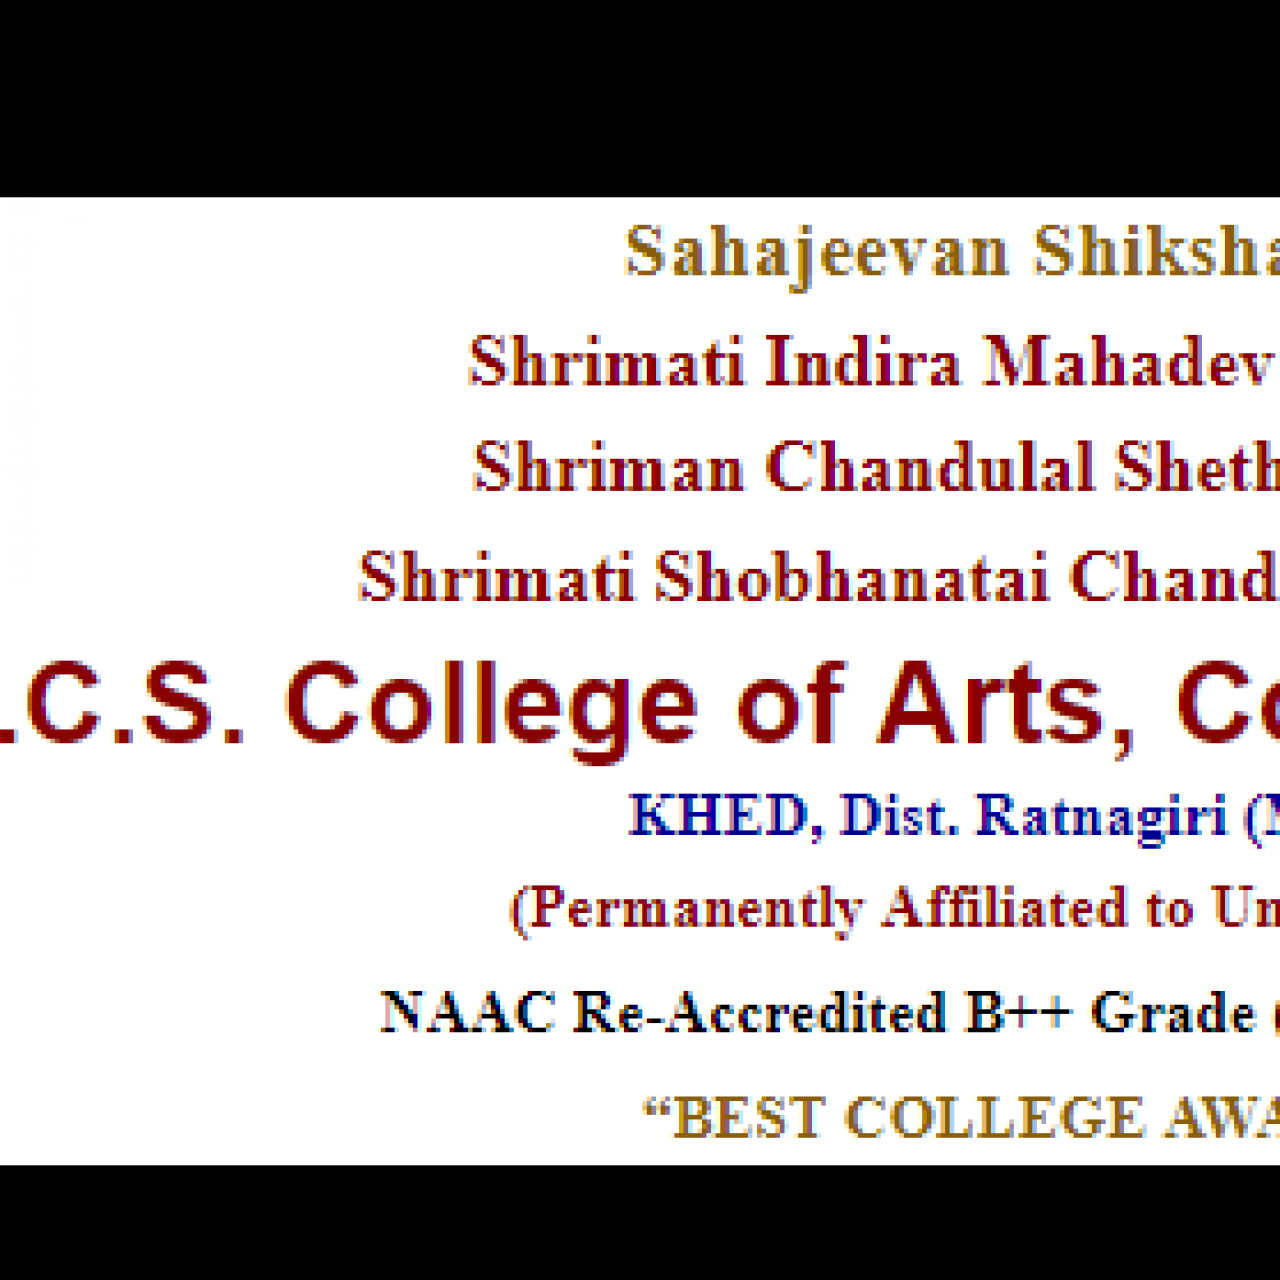 Sahajeevan Shiksha
Shrimati Indira Mahadev
Shriman Chandulal Sheth
Shrimati Shobhanatai Chand
.C.S. College of Arts, Co
KHED, Dist. Ratnagiri (M
(Permanently Affiliated to Un
NAAC Re-Accredited B++ Grade (
“BEST COLLEGE AWA